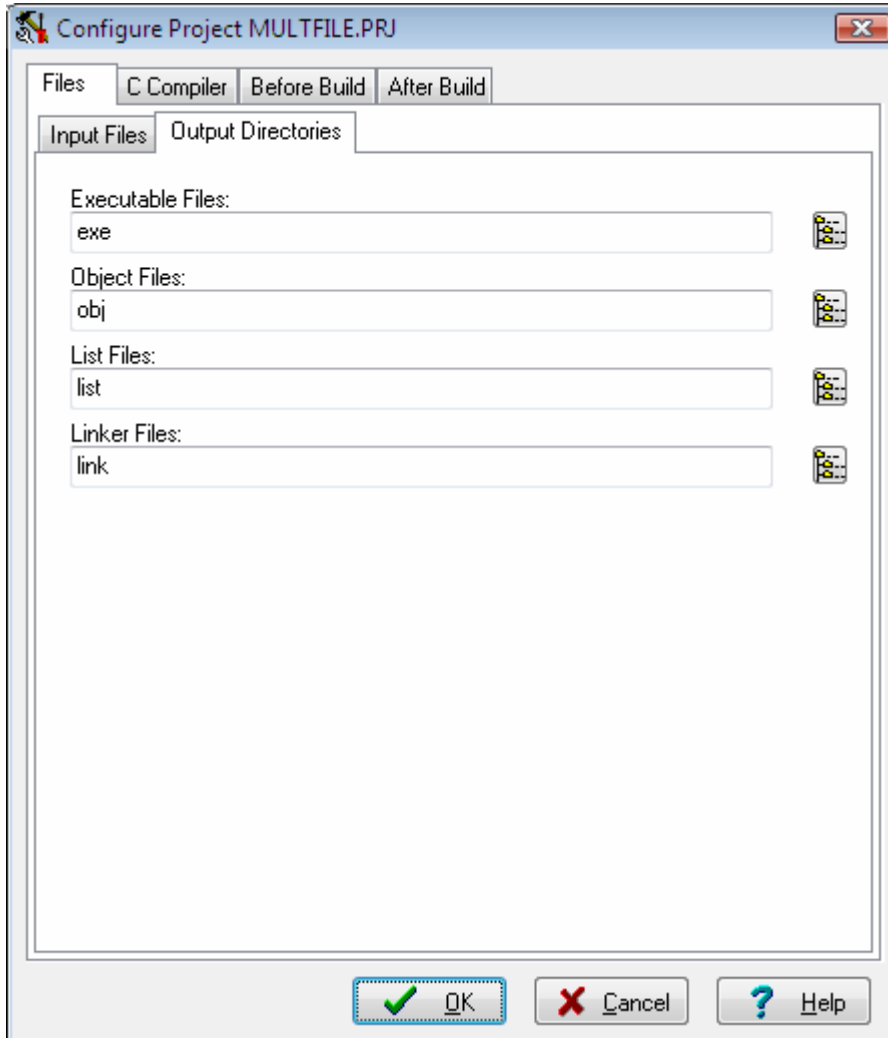 Configure Project MULTFILE.PRJ
Files C Compiler Before Build After Build
Input Files Output Directories
Executable Files:
exe
Object Files:
obj
List Files:
list
Linker Files:
link
OK Cancel ? Help